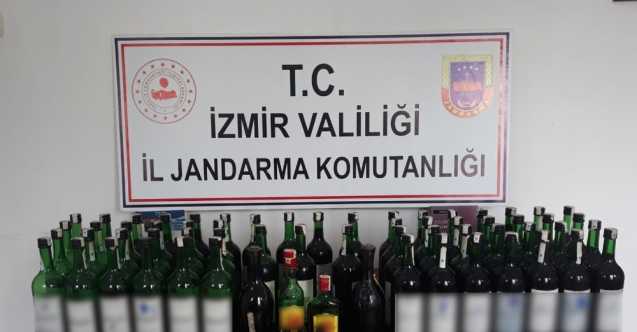 T.C.
İZMİR VALİLİĞİ
İL JANDARMA KOMUTANLIĞI